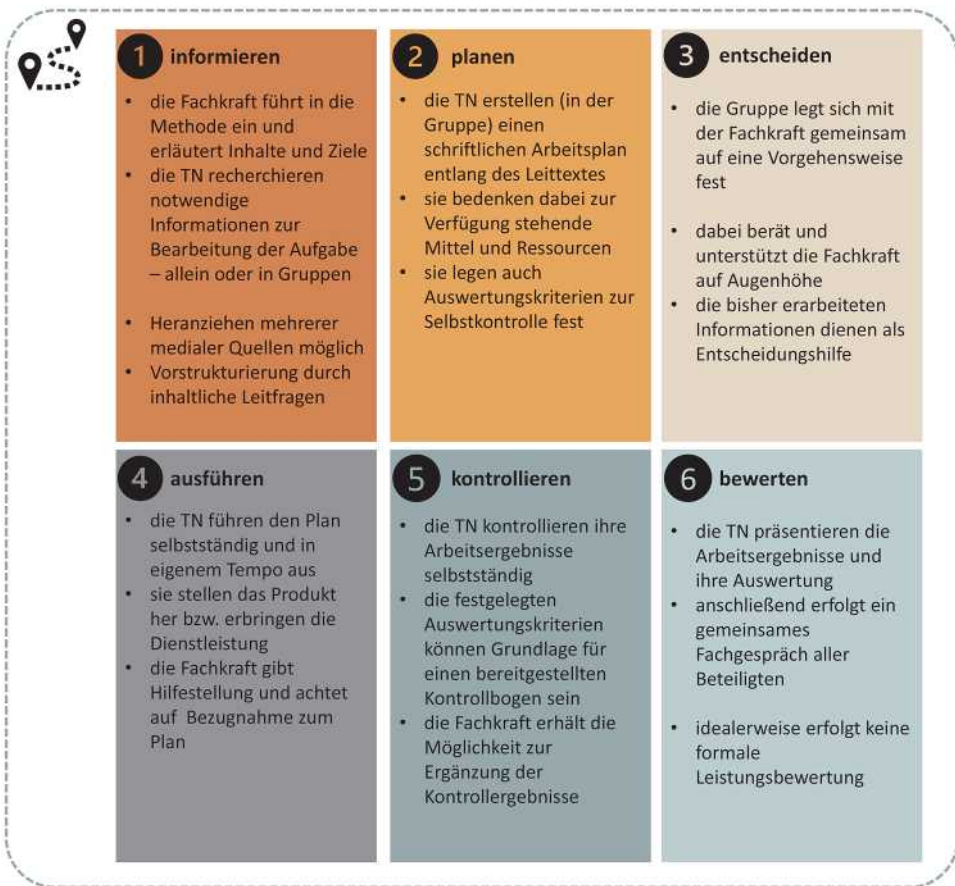 1 informieren
• die Fachkraft führt in die
Methode ein und
erläutert Inhalte und Ziele
• die TN recherchieren
notwendige
Informationen zur
Bearbeitung der Aufgabe
– allein oder in Gruppen
• Heranziehen mehrerer
medialer Quellen möglich
• Vorstrukturierung durch
inhaltliche Leitfragen
2 planen
• die TN erstellen (in der
Gruppe) einen
schriftlichen Arbeitsplan
entlang des Leittextes
• sie bedenken dabei zur
Verfügung stehende
Mittel und Ressourcen
• sie legen auch
Auswertungskriterien zur
Selbstkontrolle fest
3 entscheiden
• die Gruppe legt sich mit
der Fachkraft gemeinsam
auf eine Vorgehensweise
fest
• dabei berät und
unterstützt die Fachkraft
auf Augenhöhe
• die bisher erarbeiteten
Informationen dienen als
Entscheidungshilfe
4 ausführen
• die TN führen den Plan
selbstständig und in
eigenem Tempo aus
• sie stellen das Produkt
her bzw. erbringen die
Dienstleistung
• die Fachkraft gibt
Hilfestellung und achtet
auf Bezugnahme zum
Plan
5 kontrollieren
• die TN kontrollieren ihre
Arbeitsergebnisse
selbstständig
• die festgelegten
Auswertungskriterien
können Grundlage für
einen bereitgestellten
Kontrollbogen sein
• die Fachkraft erhält die
Möglichkeit zur
Ergänzung der
Kontrollergebnisse
6 bewerten
• die TN präsentieren die
Arbeitsergebnisse und
ihre Auswertung
• anschließend erfolgt ein
gemeinsames
Fachgespräch aller
Beteiligten
• idealerweise erfolgt keine
formale
Leistungsbewertung